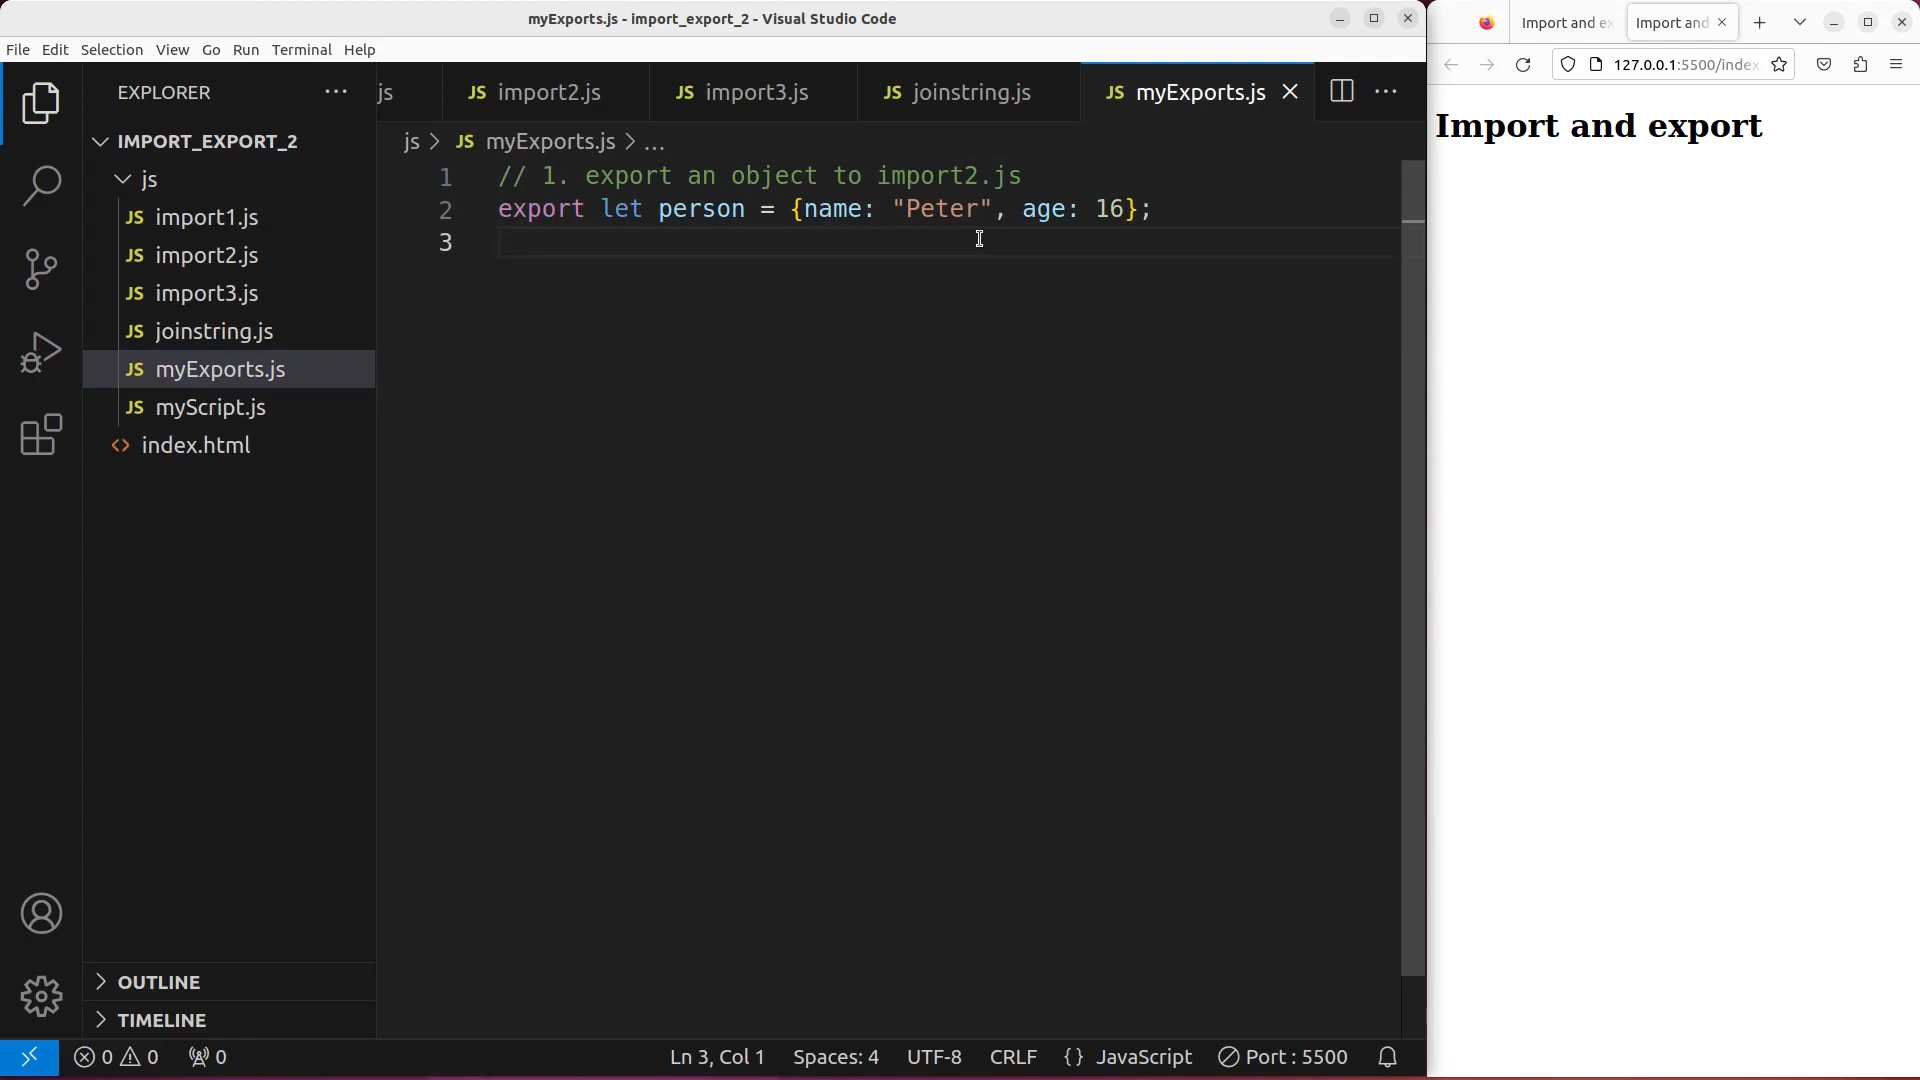 myExports.js - import_export_2 - Visual Studio Code
File Edit Selection View Go Run Terminal Help
EXPLORER
IMPORT_EXPORT_2
js
JS import1.js
JS import2.js
JS import3.js
JS joinstring.js
JS myExports.js
JS myScript.js
<> index.html
OUTLINE
TIMELINE
js JS import2.js JS import3.js JS joinstring.js JS myExports.js
js > JS myExports.js > ...
1 // 1. export an object to import2.js
2 export let person = {name: "Peter", age: 16};
3
0 0 0 Ln 3, Col 1 Spaces: 4 UTF-8 CRLF {} JavaScript Port : 5500
Import and ex Import and
127.0.0.1:5500/index.
Import and export